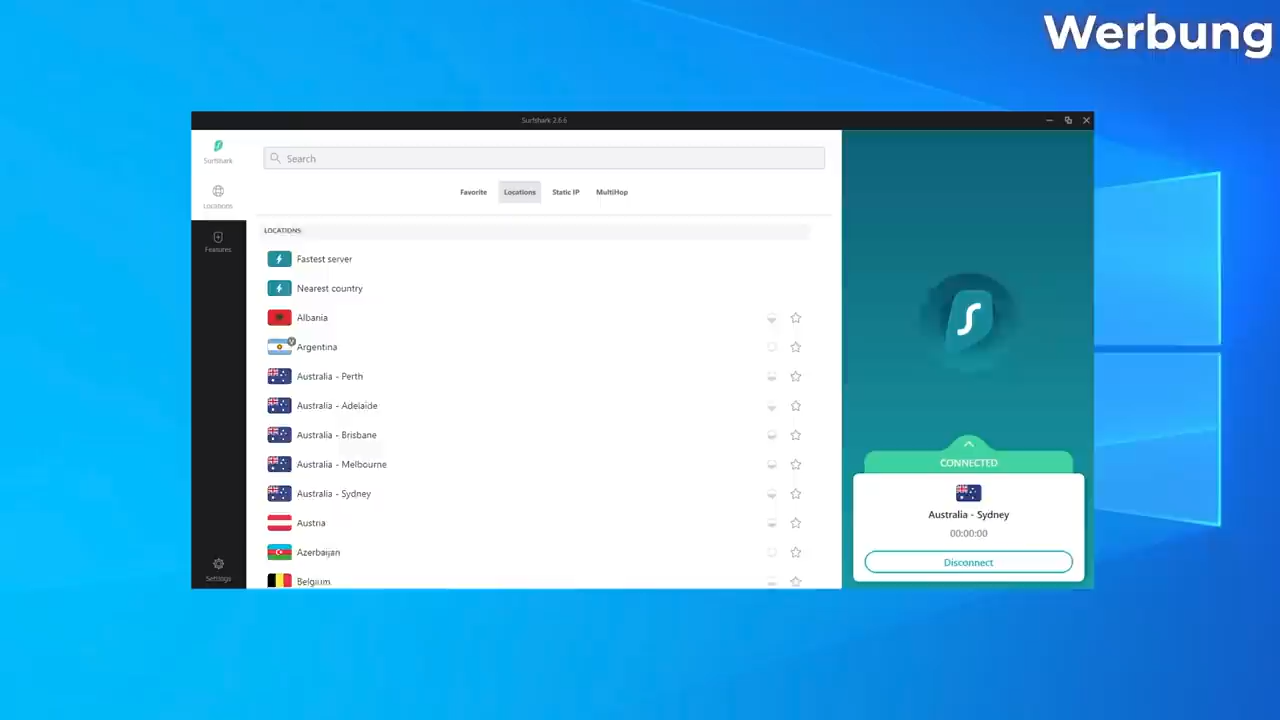 Werbung
Surfshark 2.6.6
Surfshark
Locations
Features
Settings
Search
Favorite
Locations
Static IP
MultiHop
LOCATIONS
Fastest server
Nearest country
Albania
Argentina
Australia - Perth
Australia - Adelaide
Australia - Brisbane
Australia - Melbourne
Australia - Sydney
Austria
Azerbaijan
Belgium
CONNECTED
Australia - Sydney
00:00:00
Disconnect